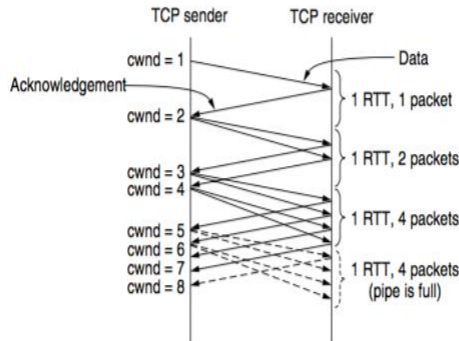 TCP sender
TCP receiver
cwnd = 1
Data
Acknowledgement
1 RTT, 1 packet
cwnd = 2
1 RTT, 2 packets
cwnd = 3
cwnd = 4
1 RTT, 4 packets
cwnd = 5
cwnd = 6
cwnd = 7
cwnd = 8
1 RTT, 4 packets
(pipe is full)